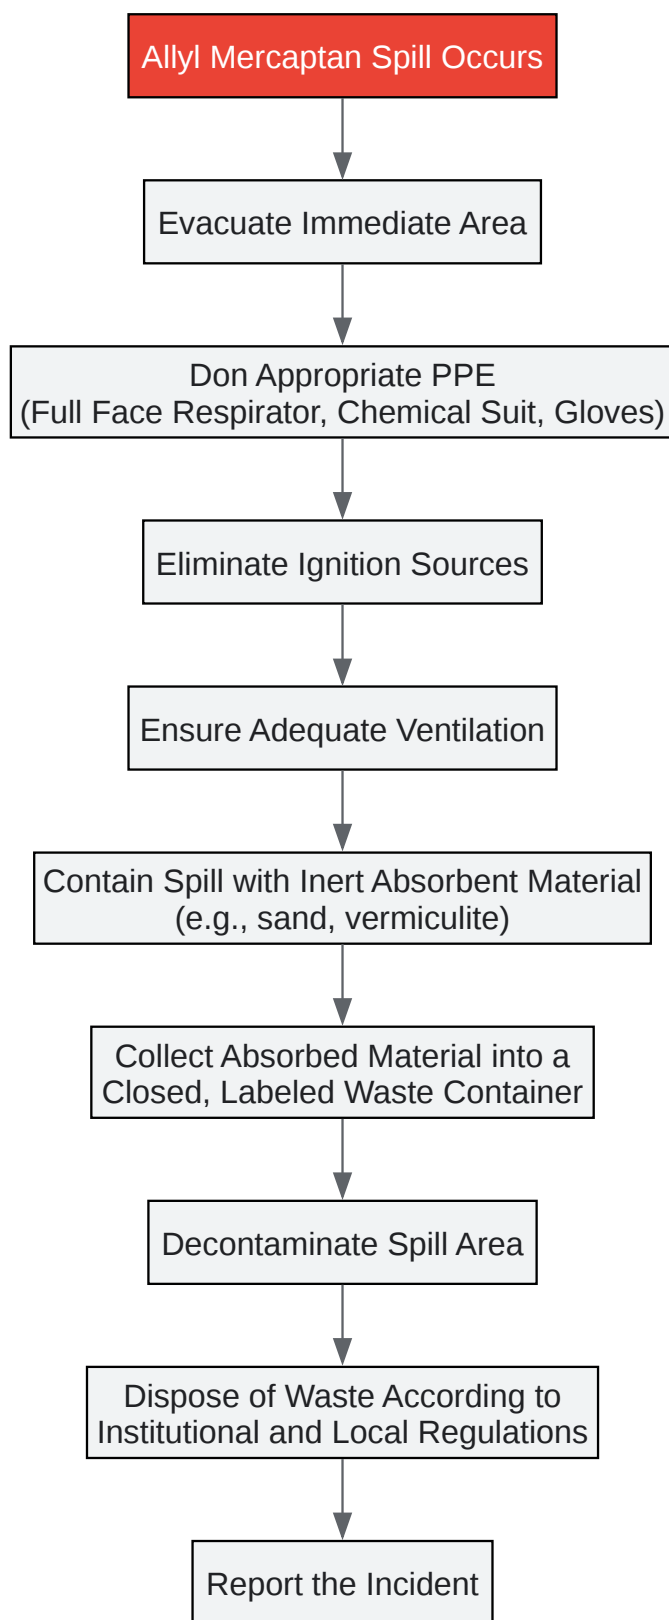 Allyl Mercaptan Spill Occurs
Evacuate Immediate Area
Don Appropriate PPE
(Full Face Respirator, Chemical Suit, Gloves)
Eliminate Ignition Sources
Ensure Adequate Ventilation
Contain Spill with Inert Absorbent Material
(e.g., sand, vermiculite)
Collect Absorbed Material into a
Closed, Labeled Waste Container
Decontaminate Spill Area
Dispose of Waste According to
Institutional and Local Regulations
Report the Incident